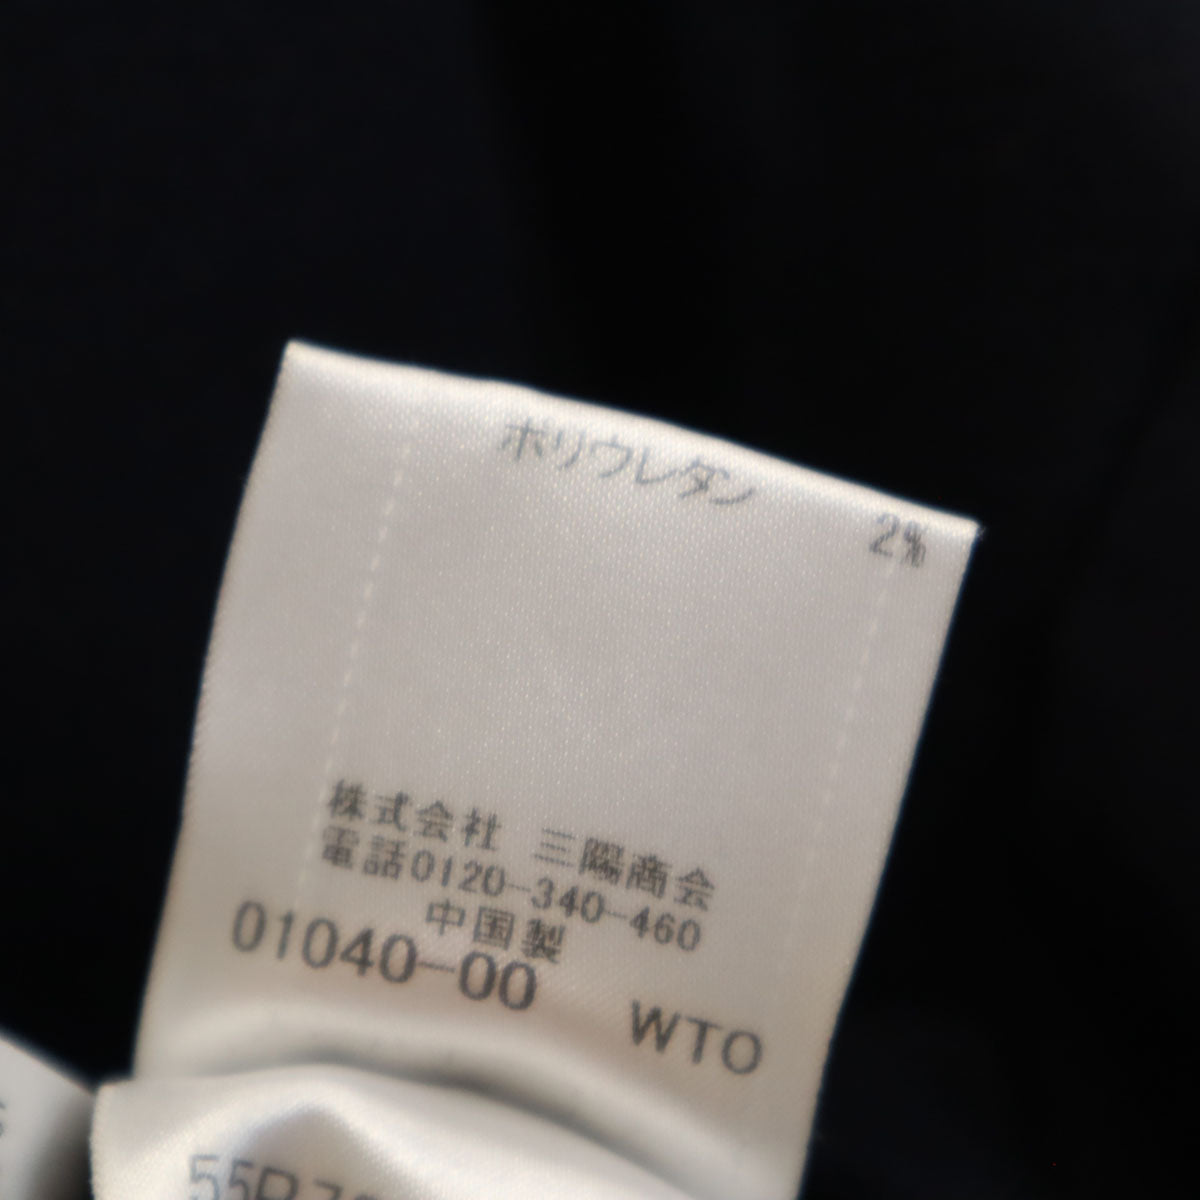 ポリウレタン 2%
株式会社 三陽商会
電話0120-340-460
中国製
01040-00 WTO